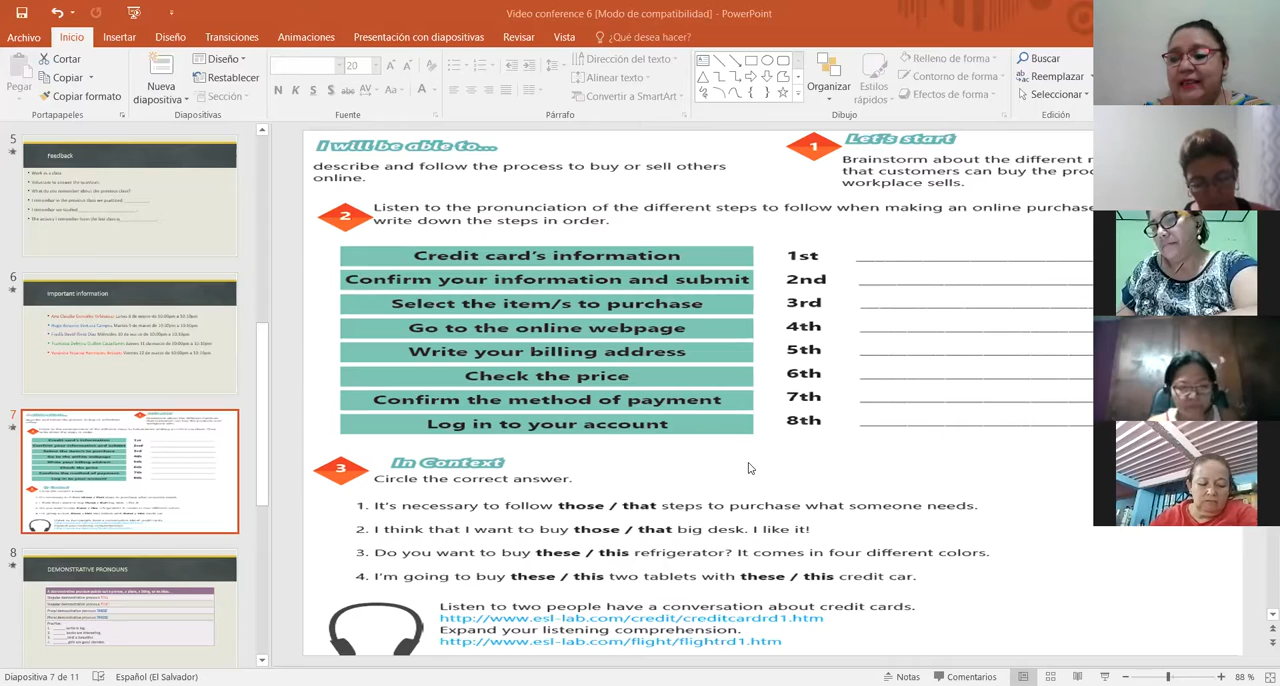 Video conference 6 [Modo de compatibilidad] - PowerPoint
Archivo Inicio Insertar Diseño Transiciones Animaciones Presentación con diapositivas Revisar Vista ¿Qué desea hacer?
Pegar
Cortar
Copiar
Copiar formato
Portapapeles
Nueva diapositiva
Diseño
Restablecer
Sección
Diapositivas
20
N K S S abc AV Aa A
Fuente
Párrafo
Dirección del texto
Alinear texto
Convertir a SmartArt
Organizar
Estilos rápidos
Relleno de forma
Contorno de forma
Efectos de forma
Dibujo
Buscar
Reemplazar
Seleccionar
Edición
5
Feedback
6
Important information
7
8
DEMONSTRATIVE PRONOUNS
I will be able to...
describe and follow the process to buy or sell others
online.
1 Let's start
Brainstorm about the different
that customers can buy the
workplace sells.
2 Listen to the pronunciation of the different steps to follow when making an online purchase
write down the steps in order.
Credit card's information
Confirm your information and submit
Select the item/s to purchase
Go to the online webpage
Write your billing address
Check the price
Confirm the method of payment
Log in to your account
1st
2nd
3rd
4th
5th
6th
7th
8th
3 In Context
Circle the correct answer.
1. It's necessary to follow those / that steps to purchase what someone needs.
2. I think that I want to buy those / that big desk. I like it!
3. Do you want to buy these / this refrigerator? It comes in four different colors.
4. I'm going to buy these / this two tablets with these / this credit car.
Listen to two people have a conversation about credit cards.
http://www.esl-lab.com/credit/creditcardrd1.htm
Expand your listening comprehension.
http://www.esl-lab.com/flight/flightrd1.htm
Diapositiva 7 de 11 Español (El Salvador) Notas Comentarios 88 %